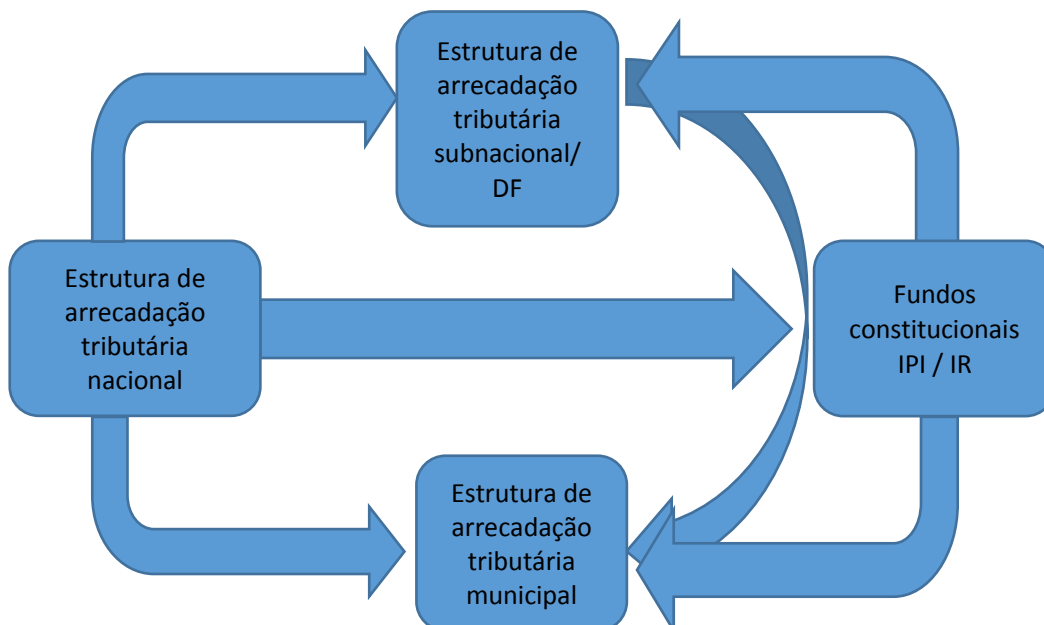 Estrutura de
arrecadação
tributária
subnacional/
DF
Estrutura de
arrecadação
tributária
nacional
Fundos
constitucionais
IPI / IR
Estrutura de
arrecadação
tributária
municipal